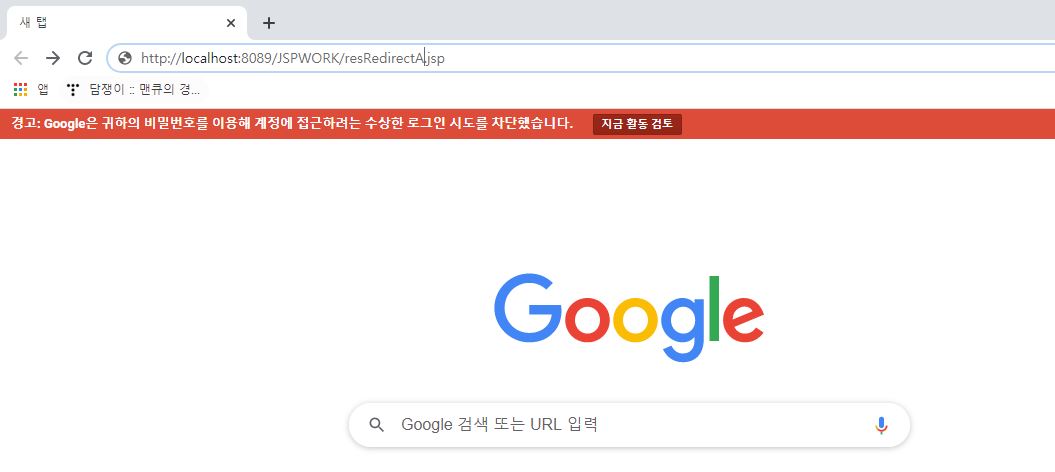 새 탭
http://localhost:8089/JSPWORK/resRedirectA.jsp
앱 담쟁이 :: 맨큐의 경...
경고: Google은 귀하의 비밀번호를 이용해 계정에 접근하려는 수상한 로그인 시도를 차단했습니다. 지금 활동 검토
Google
Google 검색 또는 URL 입력